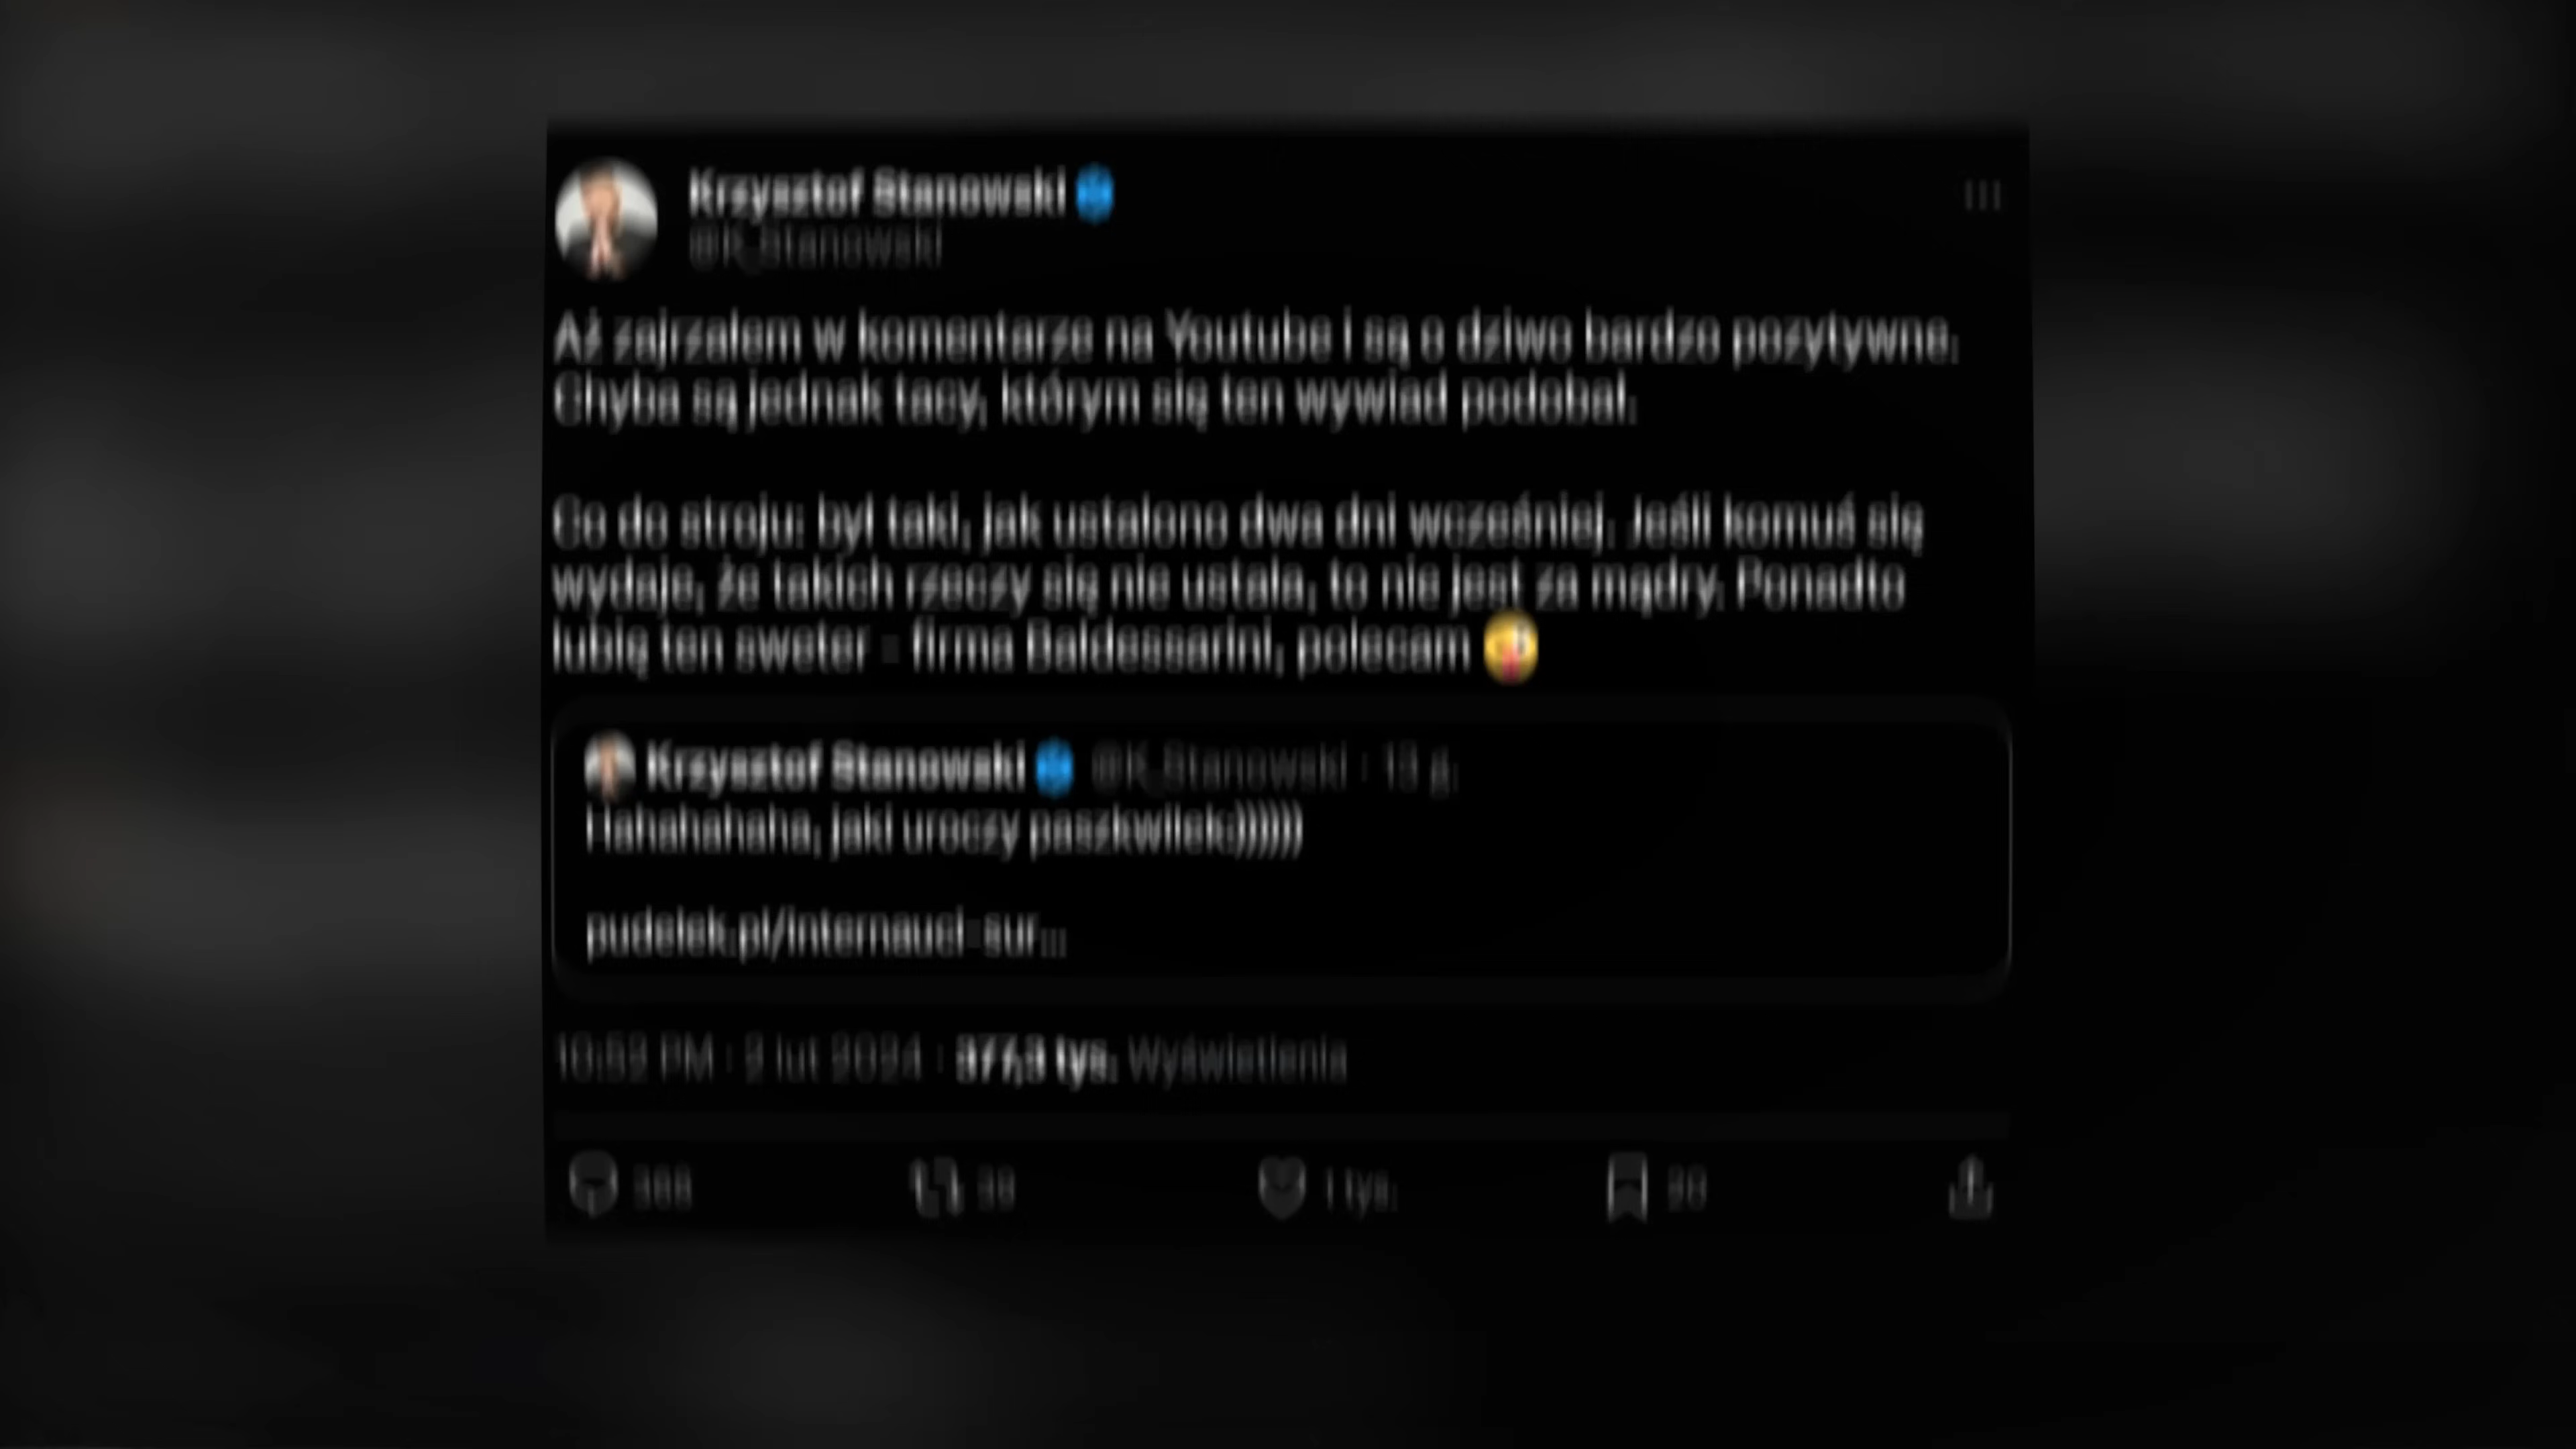 Krzysztof Stanowski
@K_Stanowski
Aż zajrzałem w komentarze na Youtube i są o dziwo bardzo pozytywne.
Chyba są jednak tacy, którym się ten wywiad podobał.
Co do stroju: był taki, jak ustalono dwa dni wcześniej. Jeśli komuś się
wydaje, że takich rzeczy się nie ustala, to nie jest za mądry. Ponadto
lubię ten sweter - firma Baldessarini, polecam 😜
Krzysztof Stanowski @K_Stanowski · g.
Hahahahaha, jaki uroczy paszkwilek:))))))
pudelek.pl/internauci-sur...
10:52 PM · 2 lut 2024 · 377,3 tys. Wyświetlenia
1 tys.